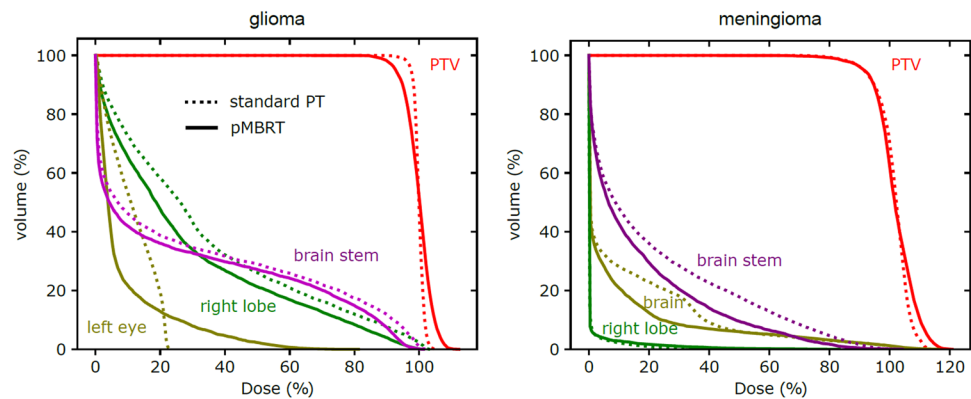 glioma
volume (%)
100
80
60
40
20
0
PTV
standard PT
pMBRT
brain stem
right lobe
left eye
0 20 40 60 80 100
Dose (%)
meningioma
volume (%)
100
80
60
40
20
0
PTV
brain stem
brain
right lobe
0 20 40 60 80 100 120
Dose (%)